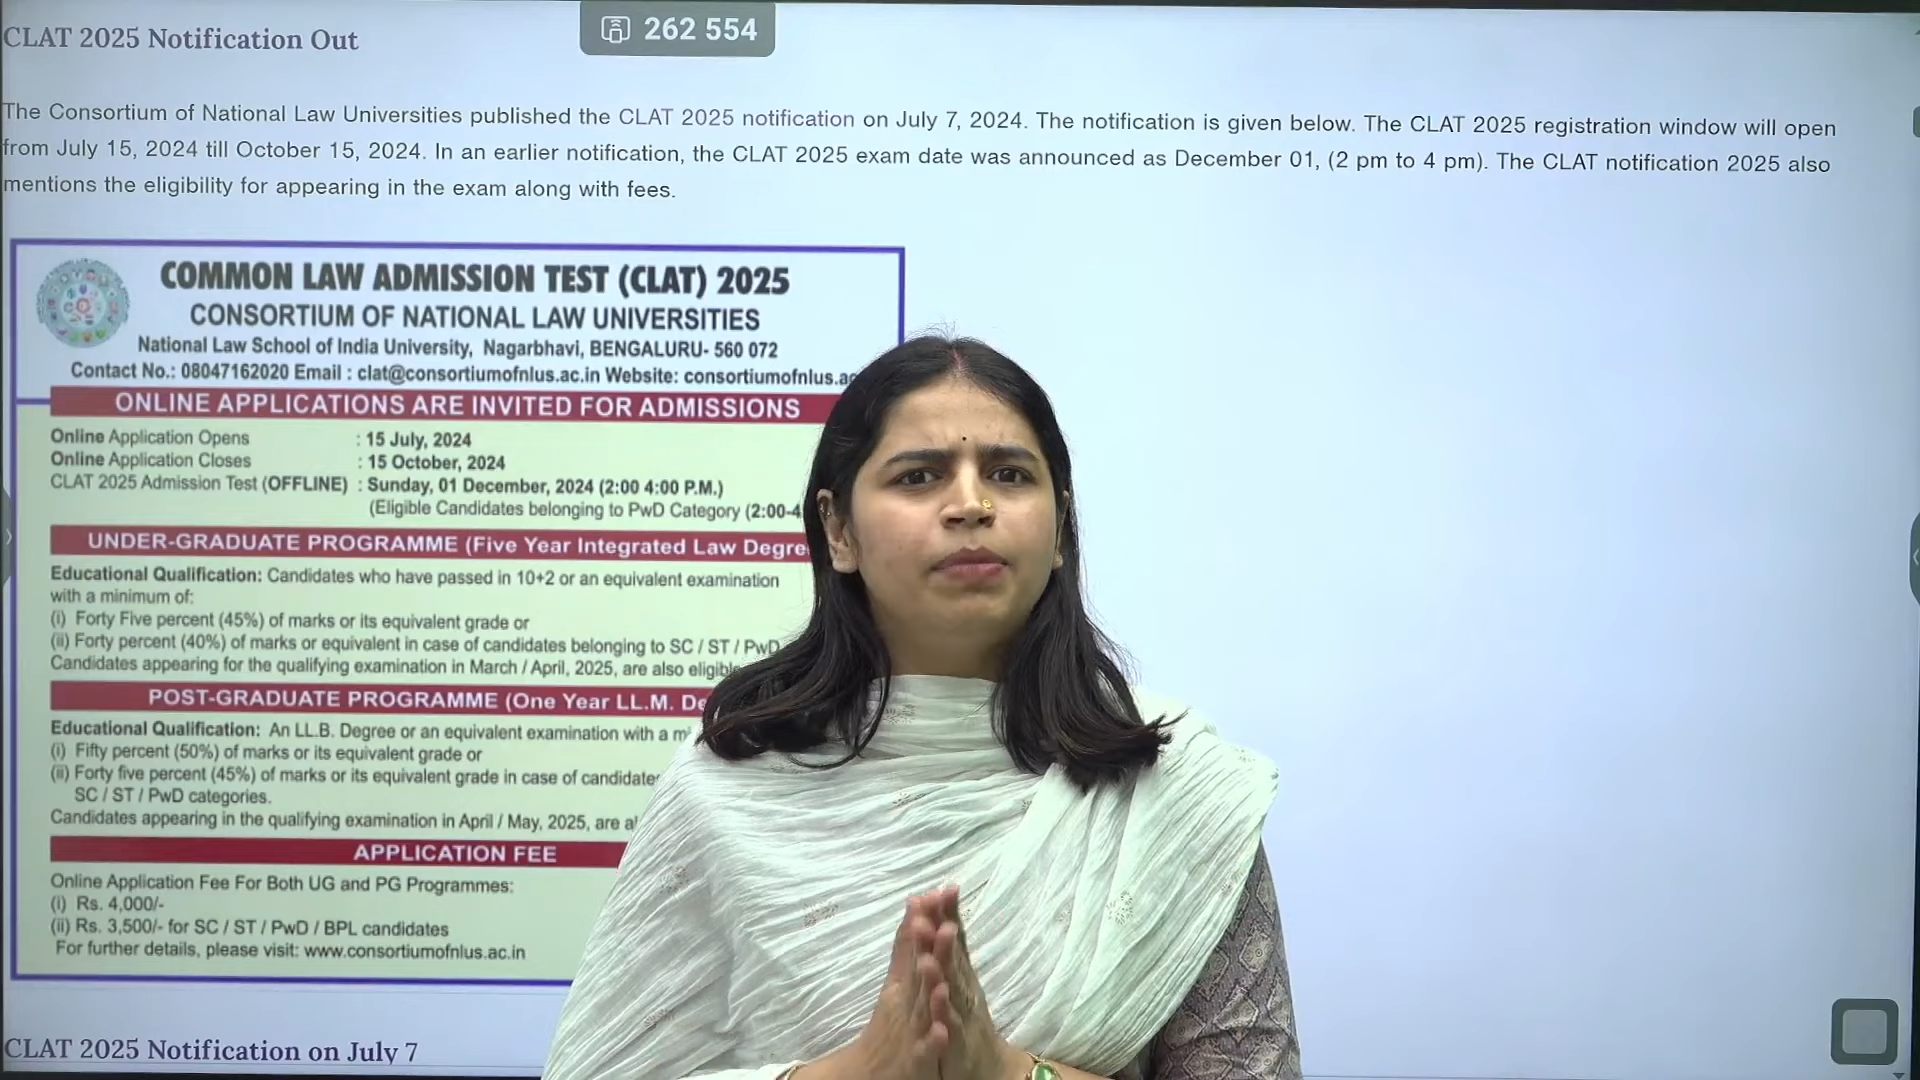 262 554
CLAT 2025 Notification Out
The Consortium of National Law Universities published the CLAT 2025 notification on July 7, 2024. The notification is given below. The CLAT 2025 registration window will open
from July 15, 2024 till October 15, 2024. In an earlier notification, the CLAT 2025 exam date was announced as December 01, (2 pm to 4 pm). The CLAT notification 2025 also
mentions the eligibility for appearing in the exam along with fees.
COMMON LAW ADMISSION TEST (CLAT) 2025
CONSORTIUM OF NATIONAL LAW UNIVERSITIES
National Law School of India University, Nagarbhavi, BENGALURU- 560 072
Contact No.: 08047162020 Email : clat@consortiumofnlus.ac.in Website: consortiumofnlus.ac
ONLINE APPLICATIONS ARE INVITED FOR ADMISSIONS
Online Application Opens : 15 July, 2024
Online Application Closes : 15 October, 2024
CLAT 2025 Admission Test (OFFLINE) : Sunday, 01 December, 2024 (2:00 4:00 P.M.)
(Eligible Candidates belonging to PwD Category (2:00-4
UNDER-GRADUATE PROGRAMME (Five Year Integrated Law Degre
Educational Qualification: Candidates who have passed in 10+2 or an equivalent examination
with a minimum of:
(i) Forty Five percent (45%) of marks or its equivalent grade or
(ii) Forty percent (40%) of marks or equivalent in case of candidates belonging to SC / ST / PwD
Candidates appearing for the qualifying examination in March / April, 2025, are also eligible
POST-GRADUATE PROGRAMME (One Year LL.M. De
Educational Qualification: An LL.B. Degree or an equivalent examination with a m
(i) Fifty percent (50%) of marks or its equivalent grade or
(ii) Forty five percent (45%) of marks or its equivalent grade in case of candidate
SC / ST / PwD categories.
Candidates appearing in the qualifying examination in April / May, 2025, are al
APPLICATION FEE
Online Application Fee For Both UG and PG Programmes:
(i) Rs. 4,000/-
(ii) Rs. 3,500/- for SC / ST / PwD / BPL candidates
For further details, please visit: www.consortiumofnlus.ac.in
CLAT 2025 Notification on July 7